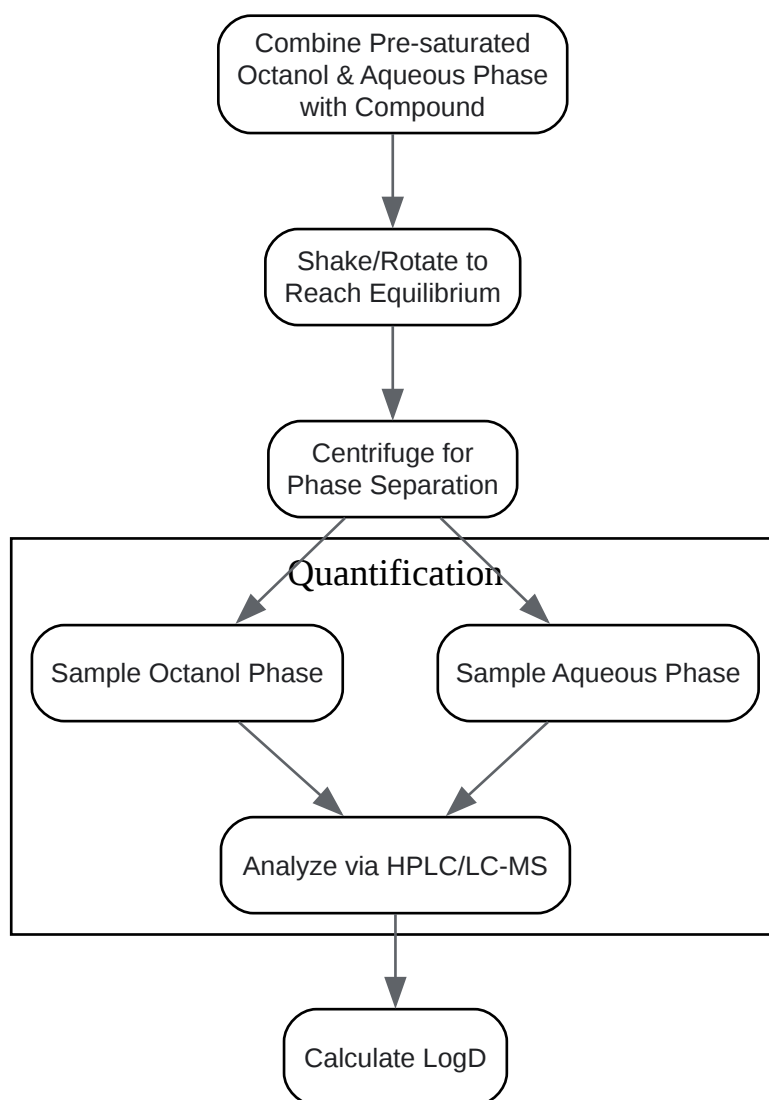 Combine Pre-saturated
Octanol & Aqueous Phase
with Compound
Shake/Rotate to
Reach Equilibrium
Centrifuge for
Phase Separation
Quantification
Sample Octanol Phase
Sample Aqueous Phase
Analyze via HPLC/LC-MS
Calculate LogD